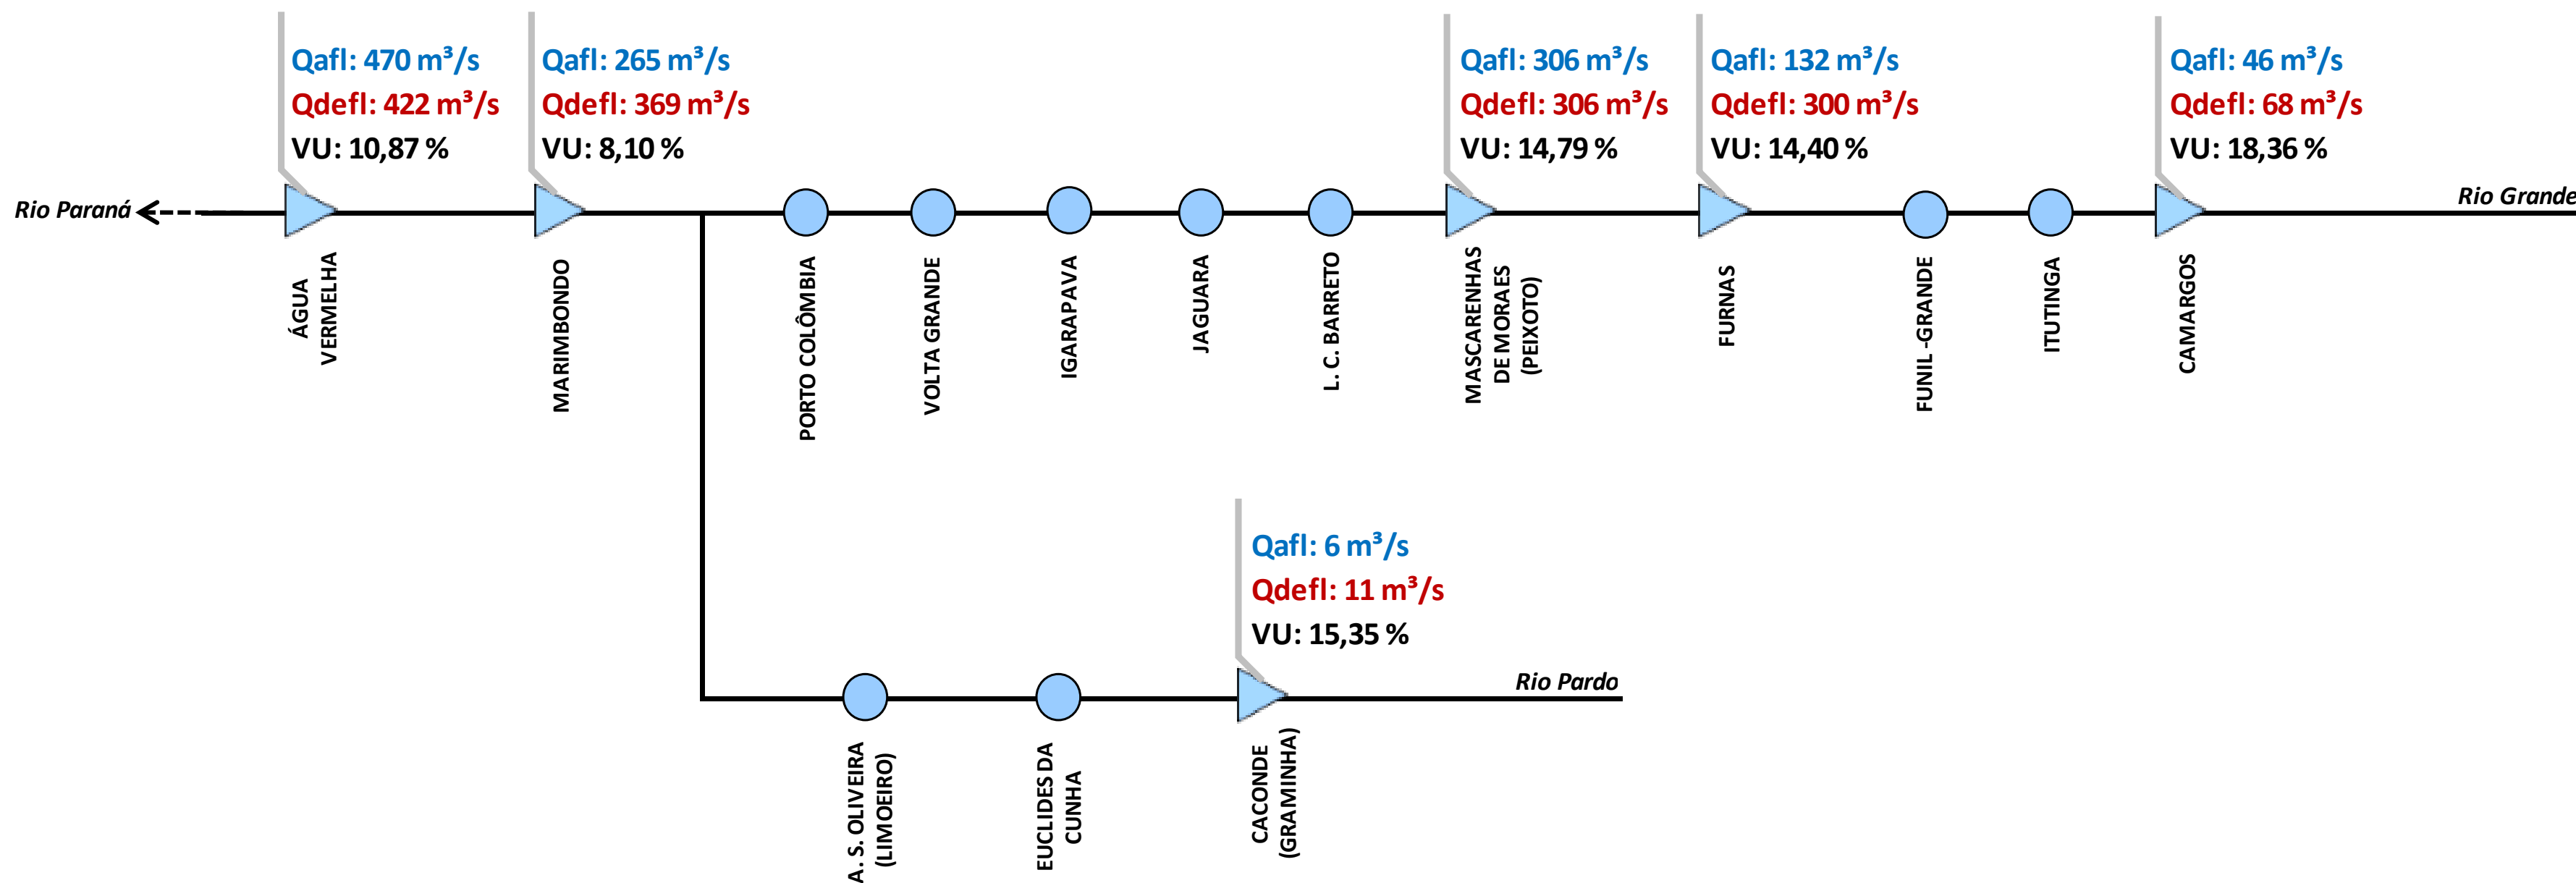 Qafl: 470 m³/s
Qdefl: 422 m³/s
VU: 10,87 %
Qafl: 265 m³/s
Qdefl: 369 m³/s
VU: 8,10 %
Qafl: 306 m³/s
Qdefl: 306 m³/s
VU: 14,79 %
Qafl: 132 m³/s
Qdefl: 300 m³/s
VU: 14,40 %
Qafl: 46 m³/s
Qdefl: 68 m³/s
VU: 18,36 %
Rio Paraná
Rio Grande
ÁGUA
VERMELHA
MARIMBONDO
PORTO COLÔMBIA
VOLTA GRANDE
IGARAPAVA
JAGUARA
L. C. BARRETO
MASCARENHAS
DE MORAES
(PEIXOTO)
FURNAS
FUNIL -GRANDE
ITUTINGA
CAMARGOS
Qafl: 6 m³/s
Qdefl: 11 m³/s
VU: 15,35 %
Rio Pardo
A. S. OLIVEIRA
(LIMOEIRO)
EUCLIDES DA
CUNHA
CACONDE
(GRAMINHA)